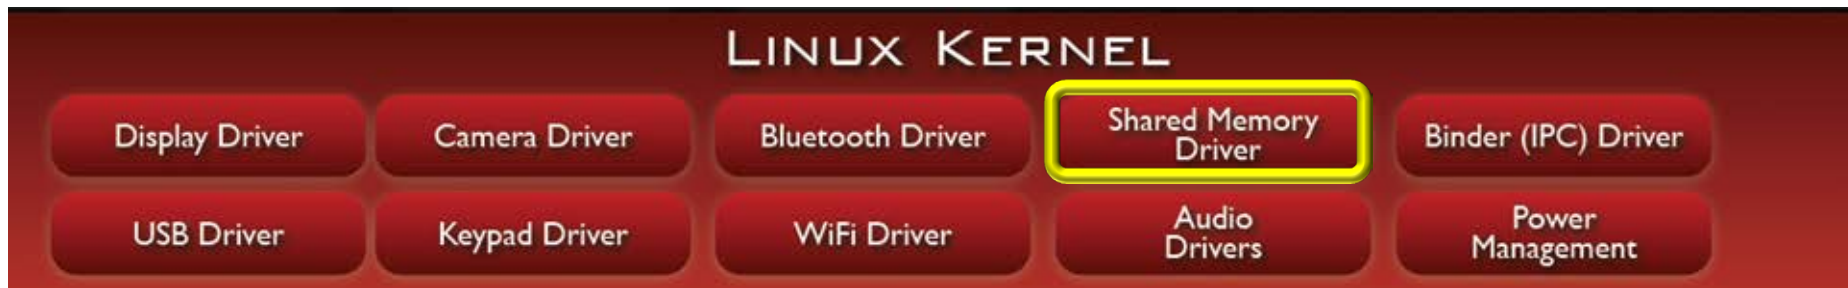 LINUX KERNEL
Display Driver
Camera Driver
Bluetooth Driver
Shared Memory
Driver
Binder (IPC) Driver
USB Driver
Keypad Driver
WiFi Driver
Audio
Drivers
Power
Management